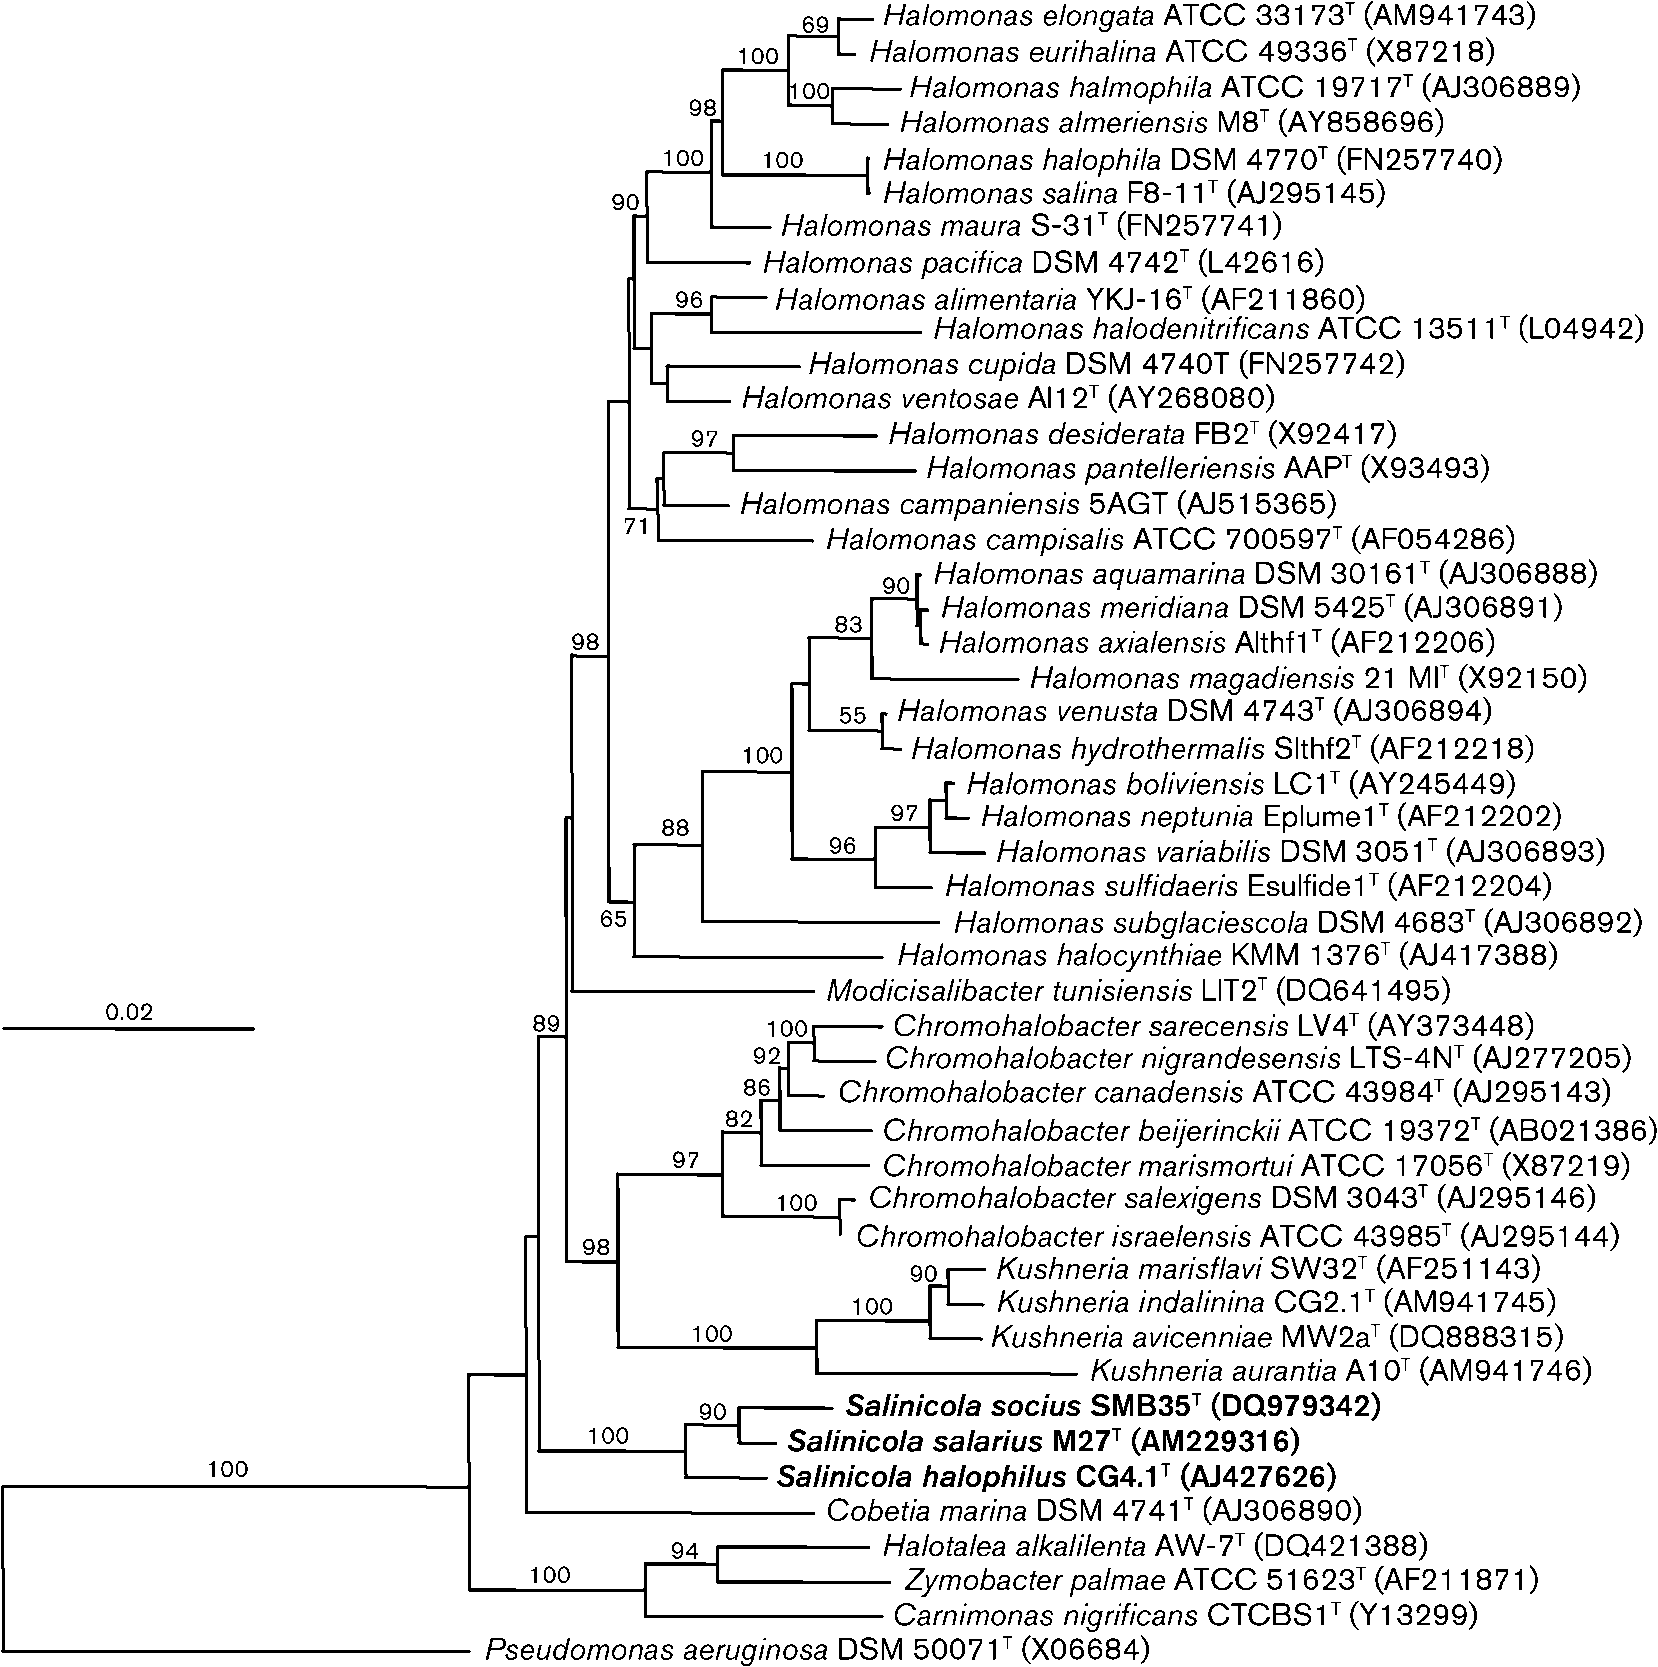 Halomonas elongata ATCC 33173ᵀ (AM941743)
69
Halomonas eurihalina ATCC 49336ᵀ (X87218)
100
Halomonas halmophila ATCC 19717ᵀ (AJ306889)
100
98
Halomonas almeriensis M8ᵀ (AY858696)
100
100
Halomonas halophila DSM 4770ᵀ (FN257740)
Halomonas salina F8-11ᵀ (AJ295145)
90
Halomonas maura S-31ᵀ (FN257741)
Halomonas pacifica DSM 4742ᵀ (L42616)
96
Halomonas alimentaria YKJ-16ᵀ (AF211860)
Halomonas halodenitrificans ATCC 13511ᵀ (L04942)
Halomonas cupida DSM 4740T (FN257742)
Halomonas ventosae Al12ᵀ (AY268080)
97
Halomonas desiderata FB2ᵀ (X92417)
Halomonas pantelleriensis AAPᵀ (X93493)
Halomonas campaniensis 5AGT (AJ515365)
71
Halomonas campisalis ATCC 700597ᵀ (AF054286)
Halomonas aquamarina DSM 30161ᵀ (AJ306888)
90
Halomonas meridiana DSM 5425ᵀ (AJ306891)
83
98
Halomonas axialensis Althf1ᵀ (AF212206)
Halomonas magadiensis 21 MIᵀ (X92150)
55
Halomonas venusta DSM 4743ᵀ (AJ306894)
100
Halomonas hydrothermalis Slthf2ᵀ (AF212218)
Halomonas boliviensis LC1ᵀ (AY245449)
97
Halomonas neptunia Eplume1ᵀ (AF212202)
88
96
Halomonas variabilis DSM 3051ᵀ (AJ306893)
Halomonas sulfidaeris Esulfide1ᵀ (AF212204)
65
Halomonas subglaciescola DSM 4683ᵀ (AJ306892)
Halomonas halocynthiae KMM 1376ᵀ (AJ417388)
Modicisalibacter tunisiensis LIT2ᵀ (DQ641495)
0.02
89
100
Chromohalobacter sarecensis LV4ᵀ (AY373448)
92
Chromohalobacter nigrandesensis LTS-4Nᵀ (AJ277205)
86
Chromohalobacter canadensis ATCC 43984ᵀ (AJ295143)
82
Chromohalobacter beijerinckii ATCC 19372ᵀ (AB021386)
97
Chromohalobacter marismortui ATCC 17056ᵀ (X87219)
100
Chromohalobacter salexigens DSM 3043ᵀ (AJ295146)
Chromohalobacter israelensis ATCC 43985ᵀ (AJ295144)
98
90
Kushneria marisflavi SW32ᵀ (AF251143)
100
Kushneria indalinina CG2.1ᵀ (AM941745)
100
Kushneria avicenniae MW2aᵀ (DQ888315)
Kushneria aurantia A10ᵀ (AM941746)
90
Salinicola socius SMB35ᵀ (DQ979342)
100
Salinicola salarius M27ᵀ (AM229316)
100
Salinicola halophilus CG4.1ᵀ (AJ427626)
Cobetia marina DSM 4741ᵀ (AJ306890)
94
Halotalea alkalilenta AW-7ᵀ (DQ421388)
100
Zymobacter palmae ATCC 51623ᵀ (AF211871)
Carnimonas nigrificans CTCBS1ᵀ (Y13299)
Pseudomonas aeruginosa DSM 50071ᵀ (X06684)